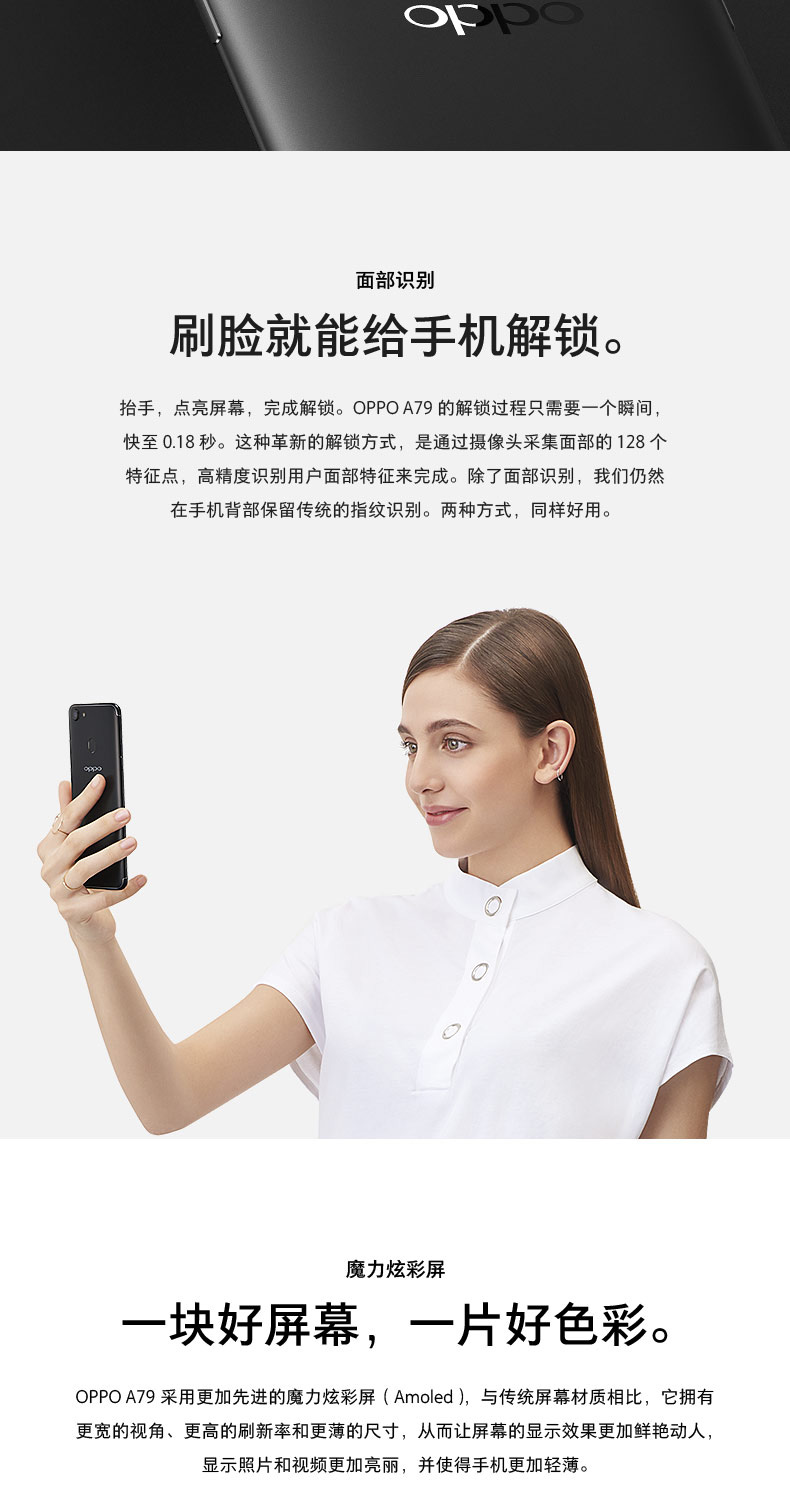 oppo
面部识别
刷脸就能给手机解锁。
抬手，点亮屏幕，完成解锁。OPPO A79 的解锁过程只需要一个瞬间，
快至 0.18 秒。这种革新的解锁方式，是通过摄像头采集面部的 128 个
特征点，高精度识别用户面部特征来完成。除了面部识别，我们仍然
在手机背部保留传统的指纹识别。两种方式，同样好用。
oppo
魔力炫彩屏
一块好屏幕，一片好色彩。
OPPO A79 采用更加先进的魔力炫彩屏（Amoled），与传统屏幕材质相比，它拥有
更宽的视角、更高的刷新率和更薄的尺寸，从而让屏幕的显示效果更加鲜艳动人，
显示照片和视频更加亮丽，并使得手机更加轻薄。